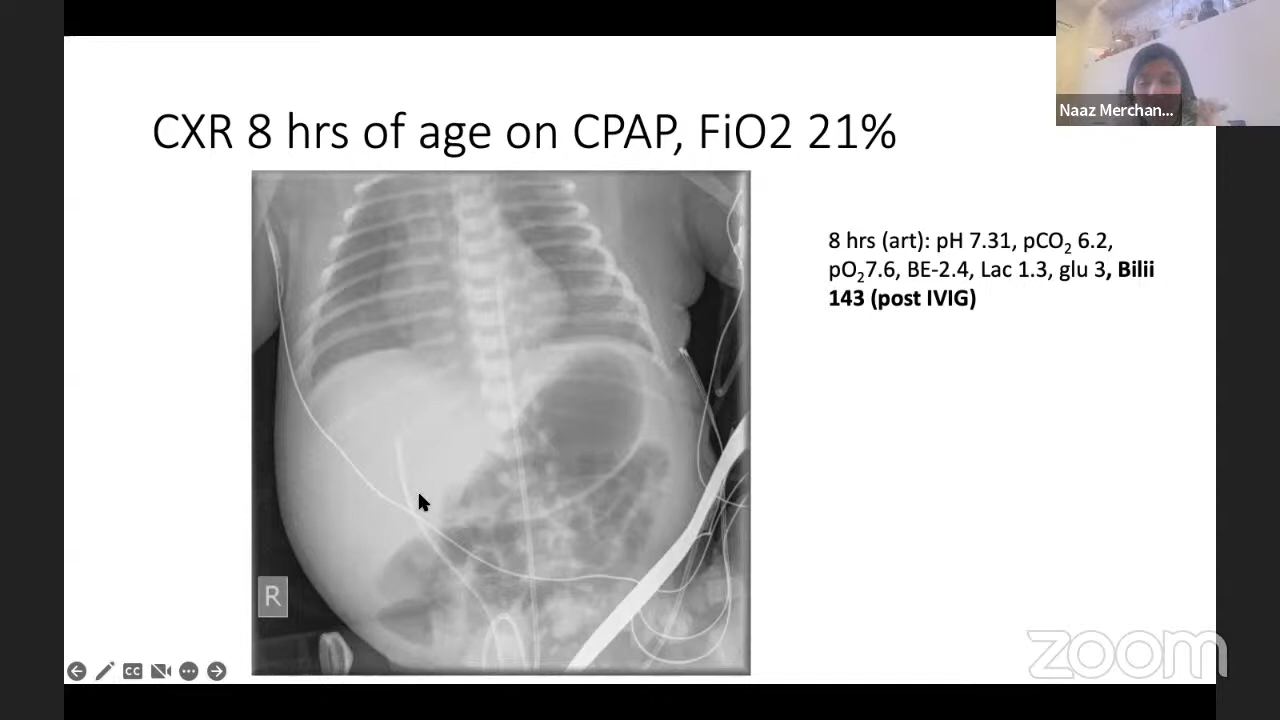 Naaz Merchan...
CXR 8 hrs of age on CPAP, FiO2 21%
8 hrs (art): pH 7.31, pCO2 6.2,
pO27.6, BE-2.4, Lac 1.3, glu 3, Bilii
143 (post IVIG)
R
CC
zoom